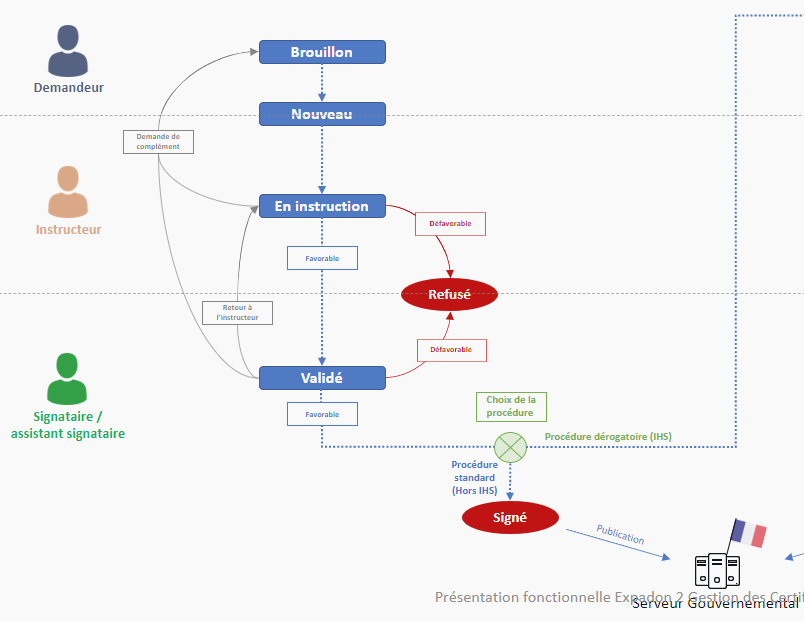 Demandeur
Brouillon
Nouveau
Demande de
complément
Instructeur
En instruction
Défavorable
Favorable
Refusé
Retour à
l'instructeur
Défavorable
Validé
Favorable
Signataire /
assistant signataire
Choix de la
procédure
Procédure dérogatoire (IHS)
Procédure
standard
(Hors IHS)
Signé
Publication
Présentation fonctionnelle Expadon 2 Gestion des Certif
Serveur Gouvernemental